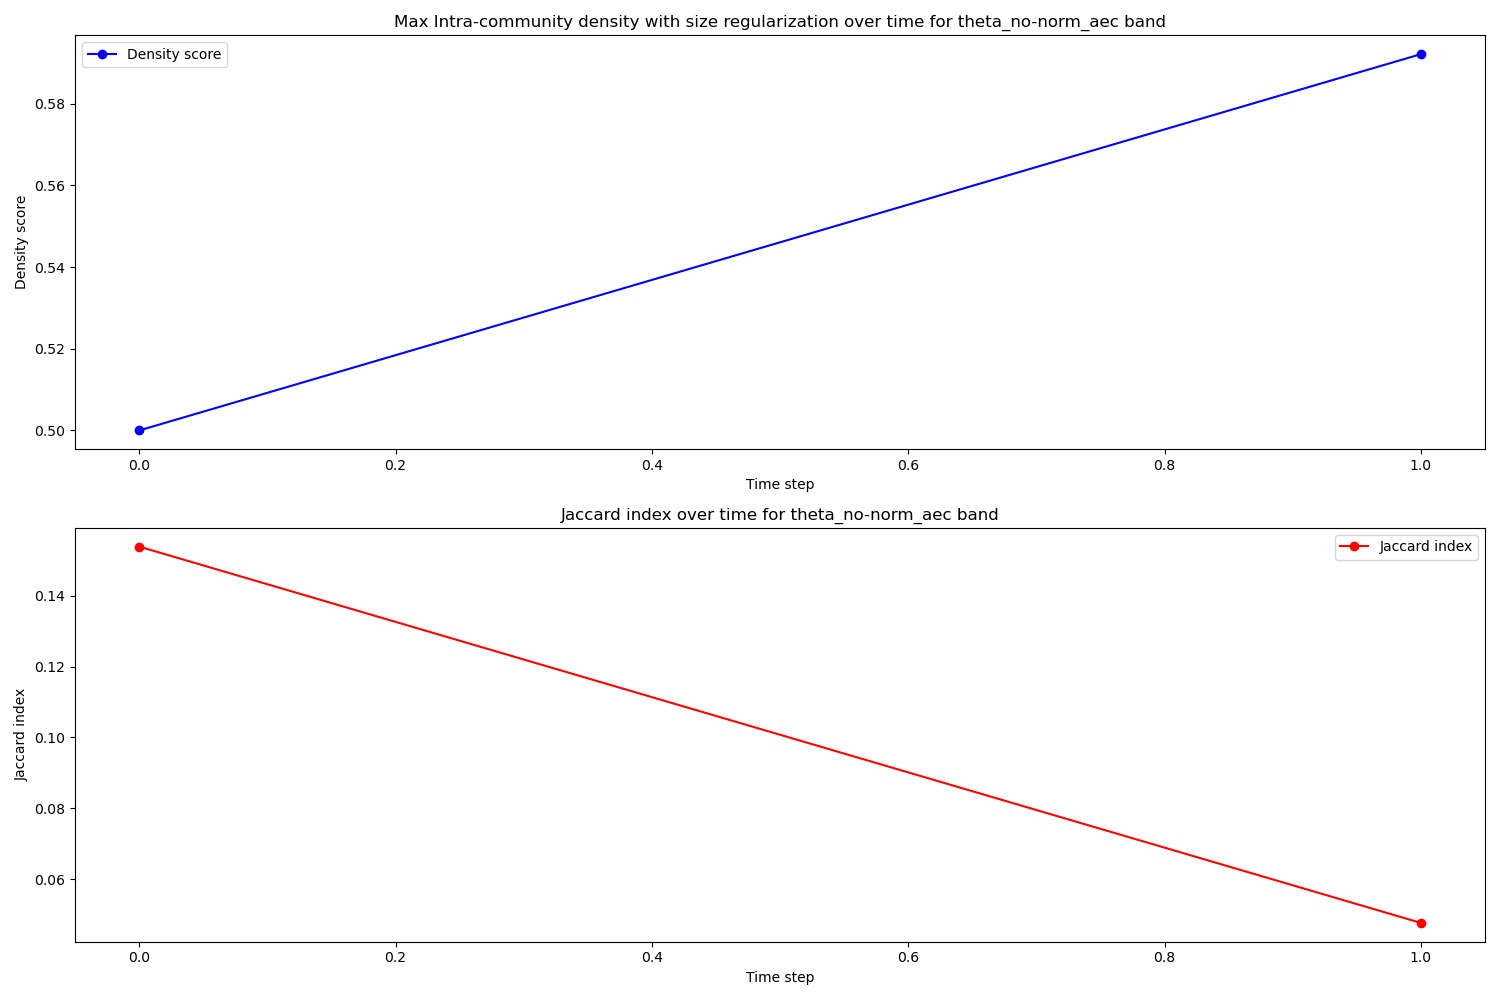 Max Intra-community density with size regularization over time for theta_no-norm_aec band
Density score
0.58
0.56
0.54
0.52
0.50
Density score
0.0 0.2 0.4 0.6 0.8 1.0
Time step
Jaccard index over time for theta_no-norm_aec band
Jaccard index
0.14
0.12
0.10
0.08
0.06
Jaccard index
0.0 0.2 0.4 0.6 0.8 1.0
Time step